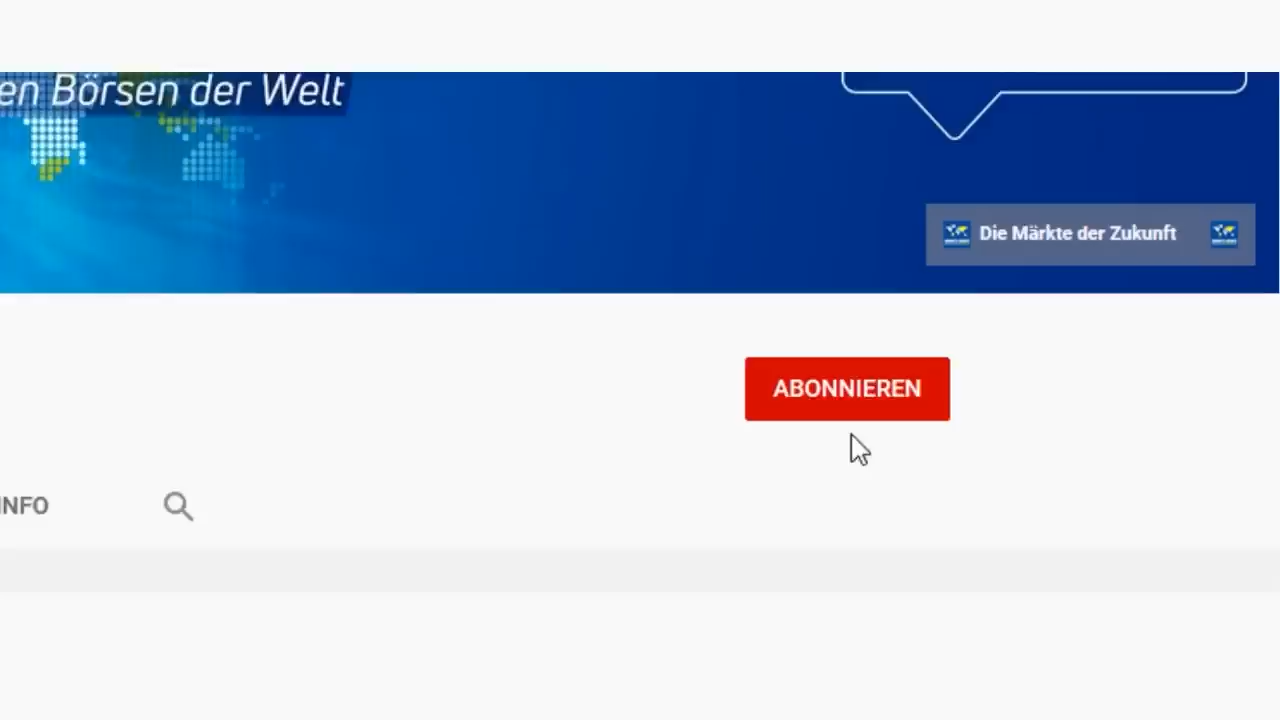 en Börsen der Welt
Die Märkte der Zukunft
ABONNIEREN
INFO